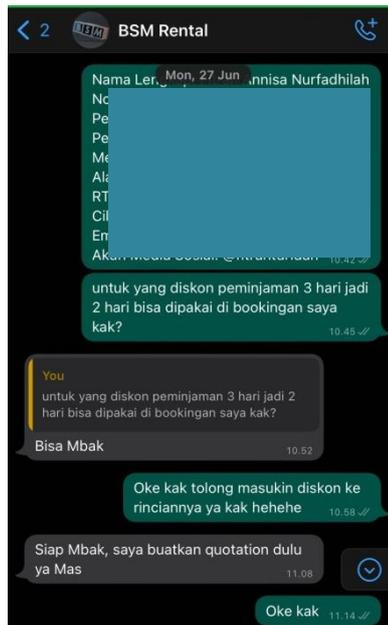 2
BSM
BSM Rental
Mon, 27 Jun
Nama Len nnisa Nurfadhilah
No
Pe
Pe
Me
Ala
RT
Cil
Em
10.42
untuk yang diskon peminjaman 3 hari jadi
2 hari bisa dipakai di bookingan saya
kak?
10.45
You
untuk yang diskon peminjaman 3 hari jadi 2
hari bisa dipakai di bookingan saya kak?
Bisa Mbak
10.52
Oke kak tolong masukin diskon ke
rinciannya ya kak hehehe
10.58
Siap Mbak, saya buatkan quotation dulu
ya Mas
11.08
Oke kak
11.14